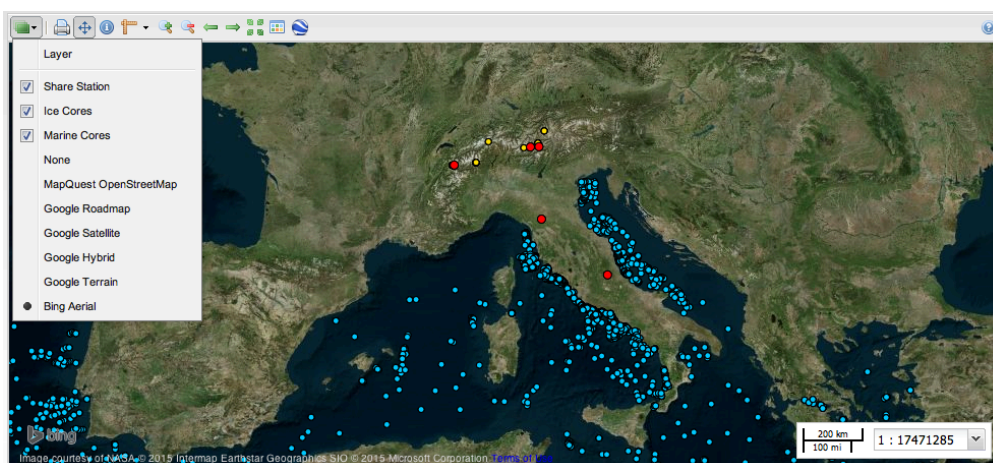 Layer
Share Station
Ice Cores
Marine Cores
None
MapQuest OpenStreetMap
Google Roadmap
Google Satellite
Google Hybrid
Google Terrain
Bing Aerial
200 km
100 mi
1 : 17471285
bing
Image courtesy of NASA © 2015 Intermap Earthstar Geographics SIO © 2015 Microsoft Corporation Terms of Use